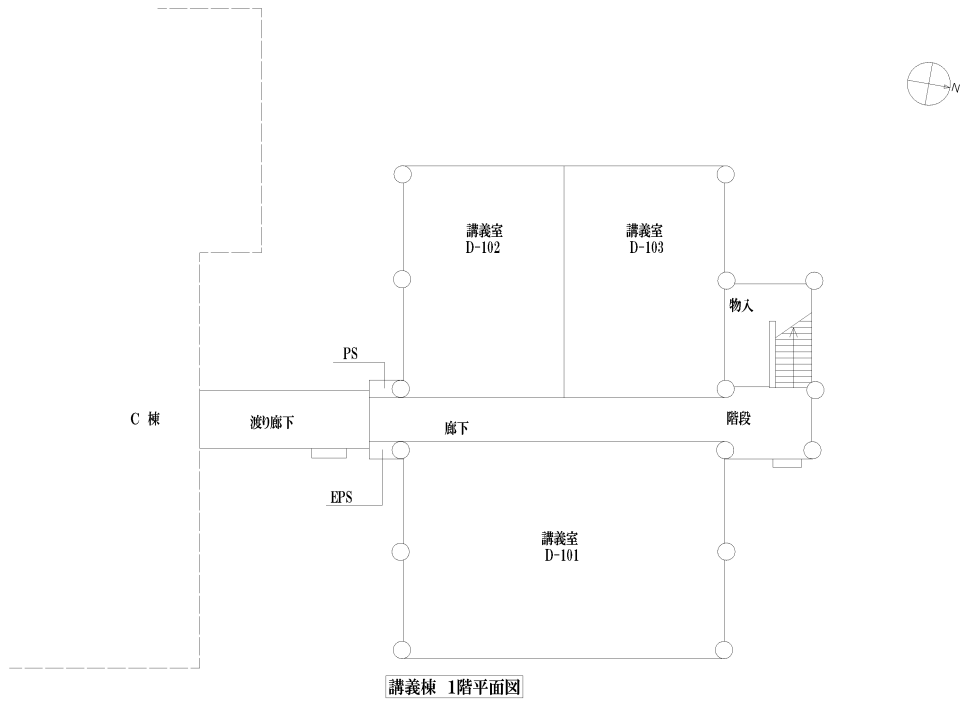 N
講義室
D-102
講義室
D-103
物入
PS
C 棟
渡り廊下
廊下
階段
EPS
講義室
D-101
講義棟 1階平面図